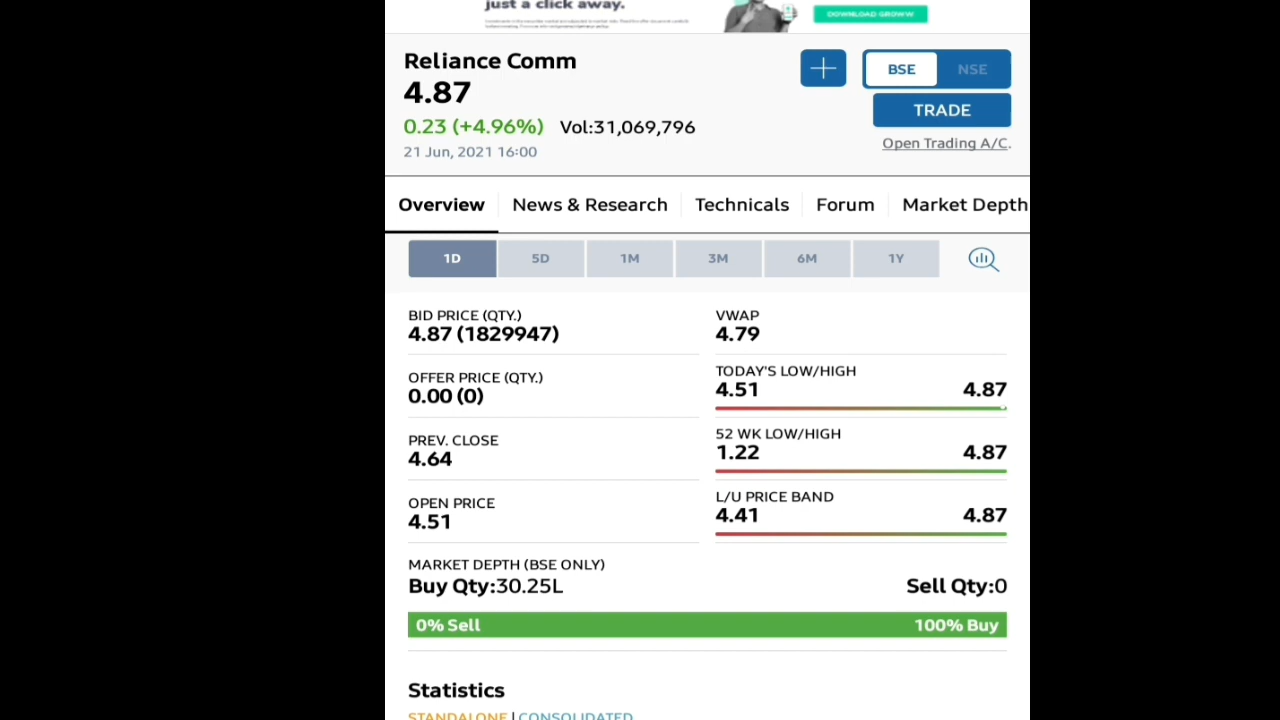 just a click away.
DOWNLOAD GROWW
Reliance Comm
4.87
0.23 (+4.96%) Vol:31,069,796
21 Jun, 2021 16:00
BSE NSE
TRADE
Open Trading A/C.
Overview News & Research Technicals Forum Market Depth
1D 5D 1M 3M 6M 1Y
BID PRICE (QTY.)
4.87 (1829947)
VWAP
4.79
OFFER PRICE (QTY.)
0.00 (0)
TODAY'S LOW/HIGH
4.51 4.87
PREV. CLOSE
4.64
52 WK LOW/HIGH
1.22 4.87
OPEN PRICE
4.51
L/U PRICE BAND
4.41 4.87
MARKET DEPTH (BSE ONLY)
Buy Qty:30.25L Sell Qty:0
0% Sell 100% Buy
Statistics
STANDALONE | CONSOLIDATED